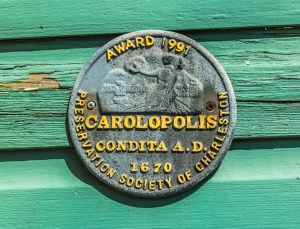 AWARD 1991
CAROLOPOLIS
CONDITA A.D.
1670
PRESERVATION SOCIETY OF CHARLESTON